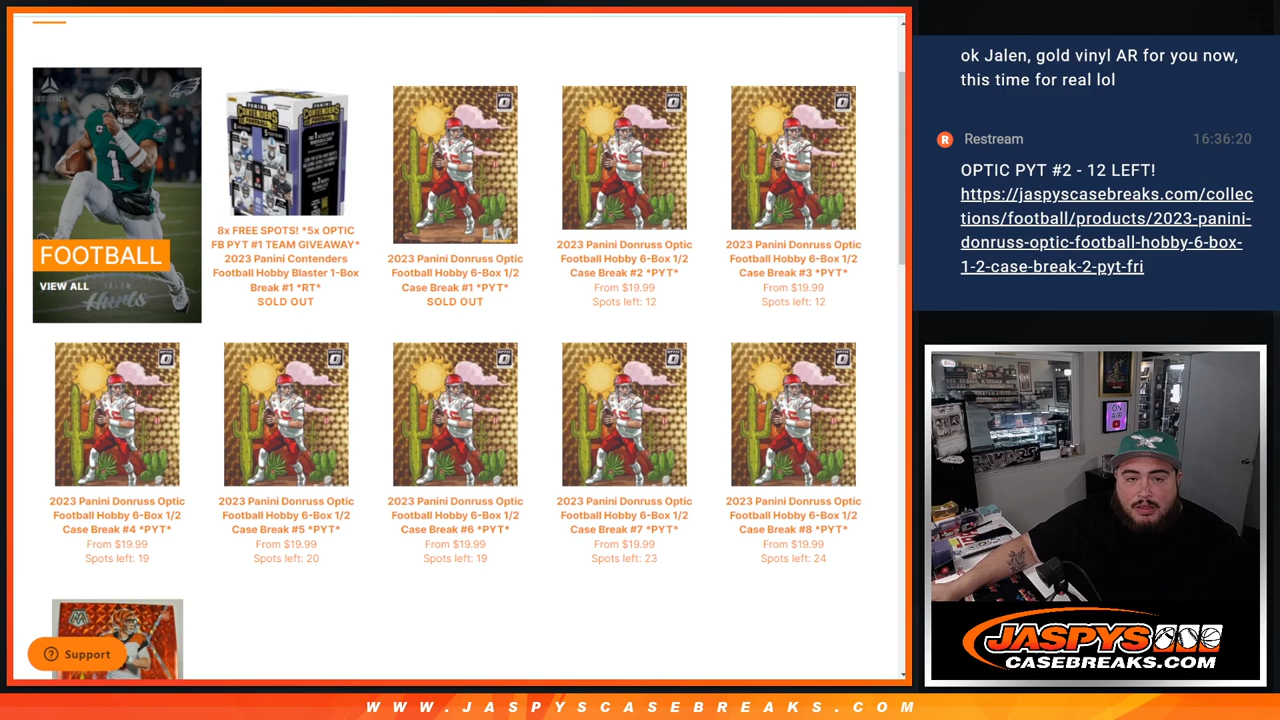 FOOTBALL
VIEW ALL
8x FREE SPOTS! *5x OPTIC
FB PYT #1 TEAM GIVEAWAY*
2023 Panini Contenders
Football Hobby Blaster 1-Box
Break #1 *RT*
SOLD OUT
2023 Panini Donruss Optic
Football Hobby 6-Box 1/2
Case Break #1 *PYT*
SOLD OUT
2023 Panini Donruss Optic
Football Hobby 6-Box 1/2
Case Break #2 *PYT*
From $19.99
Spots left: 12
2023 Panini Donruss Optic
Football Hobby 6-Box 1/2
Case Break #3 *PYT*
From $19.99
Spots left: 12
2023 Panini Donruss Optic
Football Hobby 6-Box 1/2
Case Break #4 *PYT*
From $19.99
Spots left: 19
2023 Panini Donruss Optic
Football Hobby 6-Box 1/2
Case Break #5 *PYT*
From $19.99
Spots left: 20
2023 Panini Donruss Optic
Football Hobby 6-Box 1/2
Case Break #6 *PYT*
From $19.99
Spots left: 19
2023 Panini Donruss Optic
Football Hobby 6-Box 1/2
Case Break #7 *PYT*
From $19.99
Spots left: 23
2023 Panini Donruss Optic
Football Hobby 6-Box 1/2
Case Break #8 *PYT*
From $19.99
Spots left: 24
Support
ok Jalen, gold vinyl AR for you now,
this time for real lol
R Restream 16:36:20
OPTIC PYT #2 - 12 LEFT!
https://jaspyscasebreaks.com/collec
tions/football/products/2023-panini-
donruss-optic-football-hobby-6-box-
1-2-case-break-2-pyt-fri
ON
AIR
JASPYS
CASEBREAKS.COM
WWW.JASPYSCASEBREAKS.COM